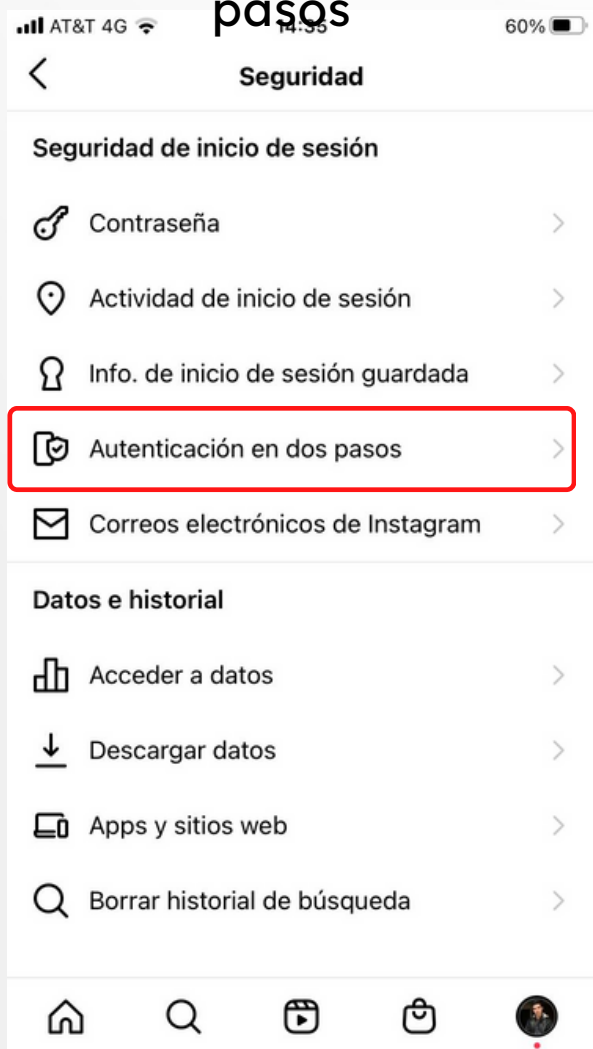 pasos
AT&T 4G 14:35 60%
Seguridad
Seguridad de inicio de sesión
Contraseña
Actividad de inicio de sesión
Info. de inicio de sesión guardada
Autenticación en dos pasos
Correos electrónicos de Instagram
Datos e historial
Acceder a datos
Descargar datos
Apps y sitios web
Borrar historial de búsqueda